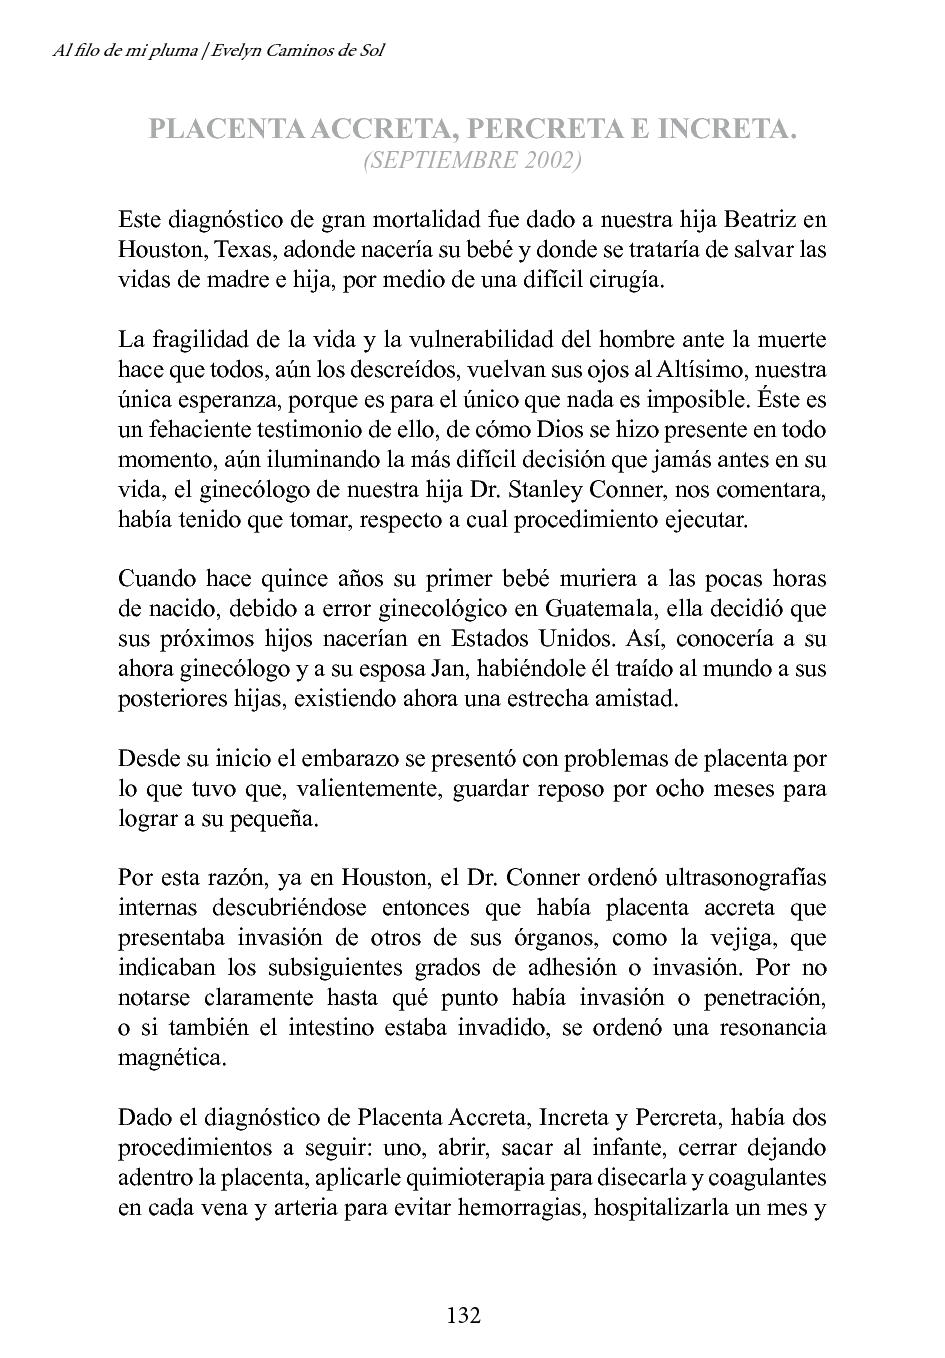 Al filo de mi pluma | Evelyn Caminos de Sol
PLACENTA ACCRETA, PERCRETA E INCRETA.
(SEPTIEMBRE 2002)
Este diagnóstico de gran mortalidad fue dado a nuestra hija Beatriz en
Houston, Texas, adonde nacería su bebé y donde se trataría de salvar las
vidas de madre e hija, por medio de una difícil cirugía.
La fragilidad de la vida y la vulnerabilidad del hombre ante la muerte
hace que todos, aún los descreídos, vuelvan sus ojos al Altísimo, nuestra
única esperanza, porque es para el único que nada es imposible. Éste es
un fehaciente testimonio de ello, de cómo Dios se hizo presente en todo
momento, aún iluminando la más difícil decisión que jamás antes en su
vida, el ginecólogo de nuestra hija Dr. Stanley Conner, nos comentara,
había tenido que tomar, respecto a cual procedimiento ejecutar.
Cuando hace quince años su primer bebé muriera a las pocas horas
de nacido, debido a error ginecológico en Guatemala, ella decidió que
sus próximos hijos nacerían en Estados Unidos. Así, conocería a su
ahora ginecólogo y a su esposa Jan, habiéndole él traído al mundo a sus
posteriores hijas, existiendo ahora una estrecha amistad.
Desde su inicio el embarazo se presentó con problemas de placenta por
lo que tuvo que, valientemente, guardar reposo por ocho meses para
lograr a su pequeña.
Por esta razón, ya en Houston, el Dr. Conner ordenó ultrasonografías
internas descubriéndose entonces que había placenta accreta que
presentaba invasión de otros de sus órganos, como la vejiga, que
indicaban los subsiguientes grados de adhesión o invasión. Por no
notarse claramente hasta qué punto había invasión o penetración,
o si también el intestino estaba invadido, se ordenó una resonancia
magnética.
Dado el diagnóstico de Placenta Accreta, Increta y Percreta, había dos
procedimientos a seguir: uno, abrir, sacar al infante, cerrar dejando
adentro la placenta, aplicarle quimioterapia para disecarla y coagulantes
en cada vena y arteria para evitar hemorragias, hospitalizarla un mes y
132